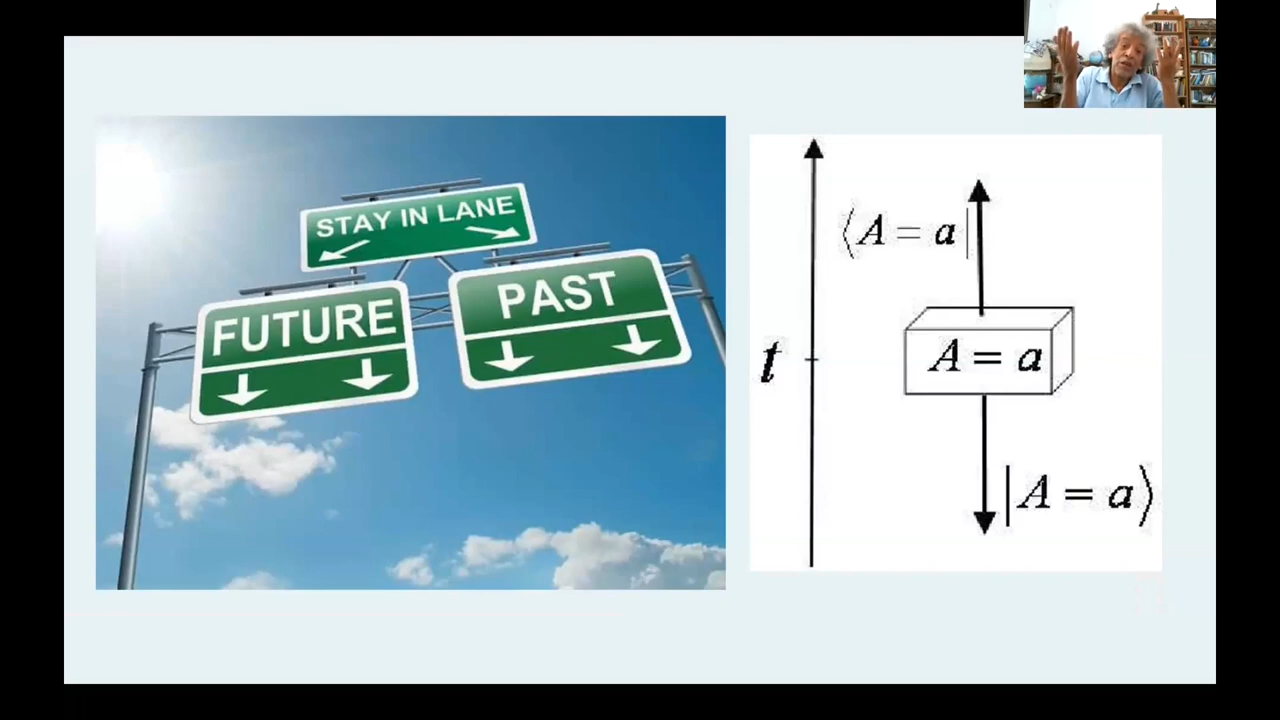 STAY IN LANE
FUTURE
PAST
⟨A = a|
A = a
t
|A = a⟩